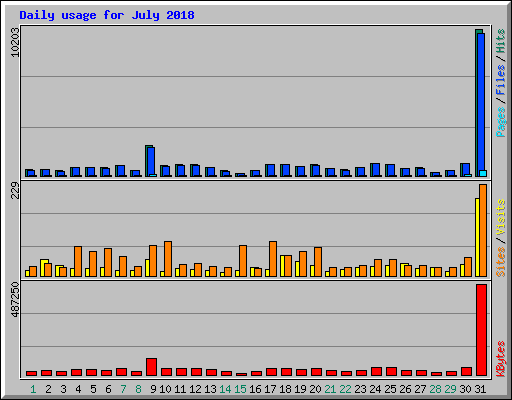 Daily usage for July 2018
10203
Pages / Files / Hits
229
Sites / Visits
487250
KBytes
1 2 3 4 5 6 7 8 9 10 11 12 13 14 15 16 17 18 19 20 21 22 23 24 25 26 27 28 29 30 31